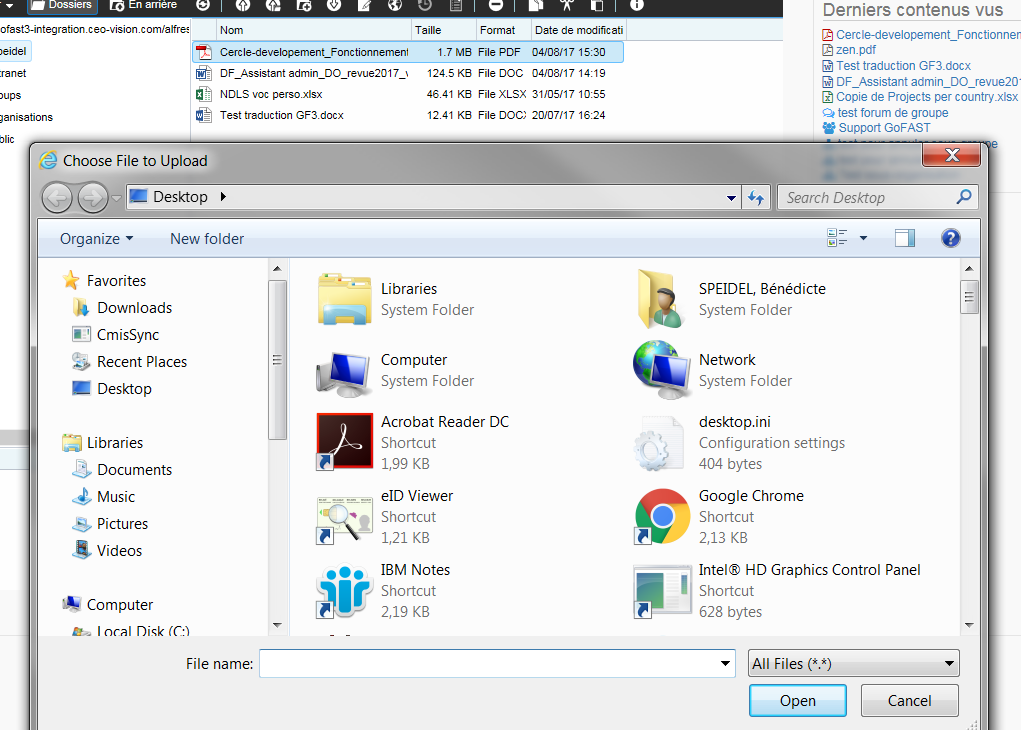 Dossiers En arrière
ofast3-integration.ceo-vision.com/alfres
peidel
tranet
oups
ganisations
blic
Nom Taille Format Date de modificati
Cercle-developement_Fonctionnement 1.7 MB File PDF 04/08/17 15:30
DF_Assistant admin_DO_revue2017_v 124.5 KB File DOC 04/08/17 14:19
NDLS voc perso.xlsx 46.41 KB File XLSX 31/05/17 10:55
Test traduction GF3.docx 12.41 KB File DOCX 20/07/17 16:24
Derniers contenus vus
Cercle-developement_Fonctionnem
zen.pdf
Test traduction GF3.docx
DF_Assistant admin_DO_revue201
Copie de Projects per country.xlsx
test forum de groupe
Support GoFAST
Choose File to Upload
Desktop
Search Desktop
Organize New folder
Favorites
Downloads
CmisSync
Recent Places
Desktop
Libraries
Documents
Music
Pictures
Videos
Computer
Local Disk (C:)
Libraries
System Folder
SPEIDEL, Bénédicte
System Folder
Computer
System Folder
Network
System Folder
Acrobat Reader DC
Shortcut
1,99 KB
desktop.ini
Configuration settings
404 bytes
eID Viewer
Shortcut
1,21 KB
Google Chrome
Shortcut
2,13 KB
IBM Notes
Shortcut
2,19 KB
Intel® HD Graphics Control Panel
Shortcut
628 bytes
File name: All Files (*.*)
Open Cancel